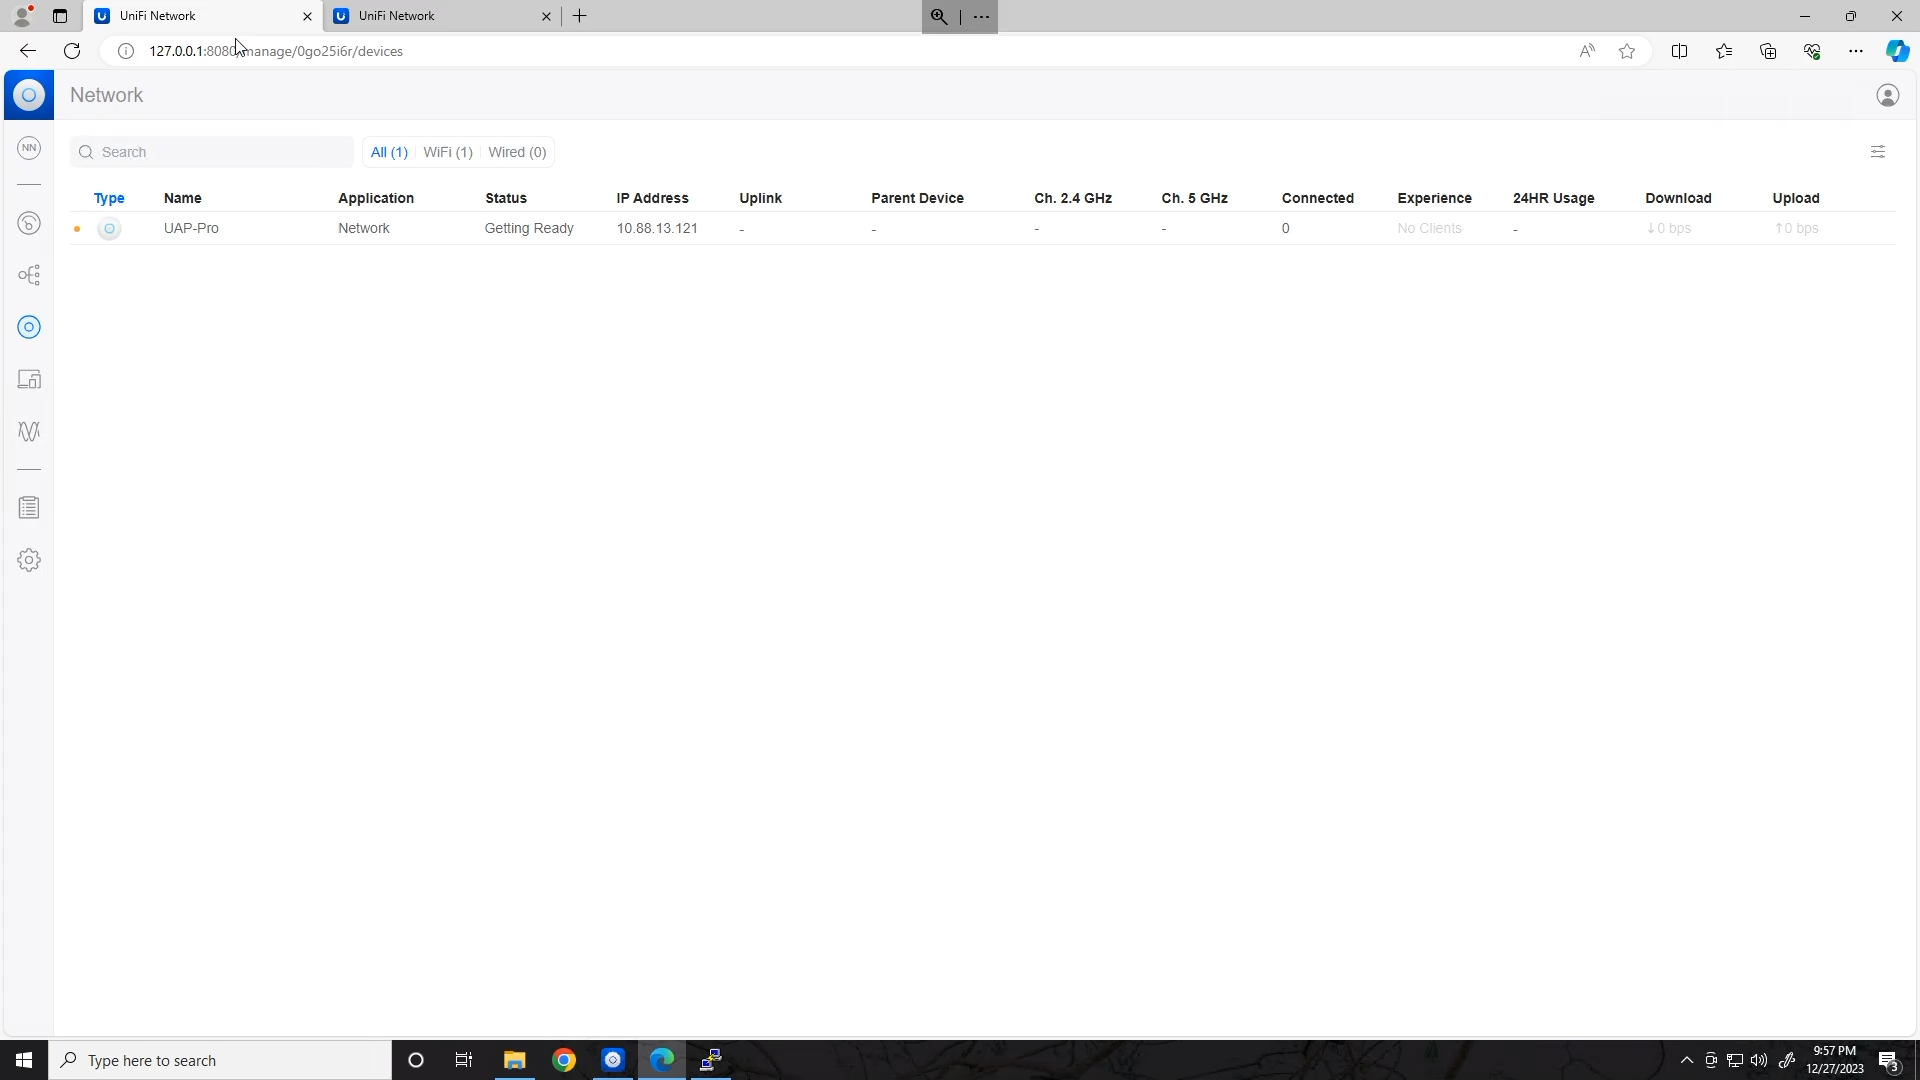 UniFi Network
UniFi Network
127.0.0.1:8080/manage/0go25i6r/devices
Network
NN
Search
All (1) WiFi (1) Wired (0)
Type Name Application Status IP Address Uplink Parent Device Ch. 2.4 GHz Ch. 5 GHz Connected Experience 24HR Usage Download Upload
UAP-Pro Network Getting Ready 10.88.13.121 - - - - 0 No Clients - ↓0 bps ↑0 bps
Type here to search
9:57 PM
12/27/2023
3